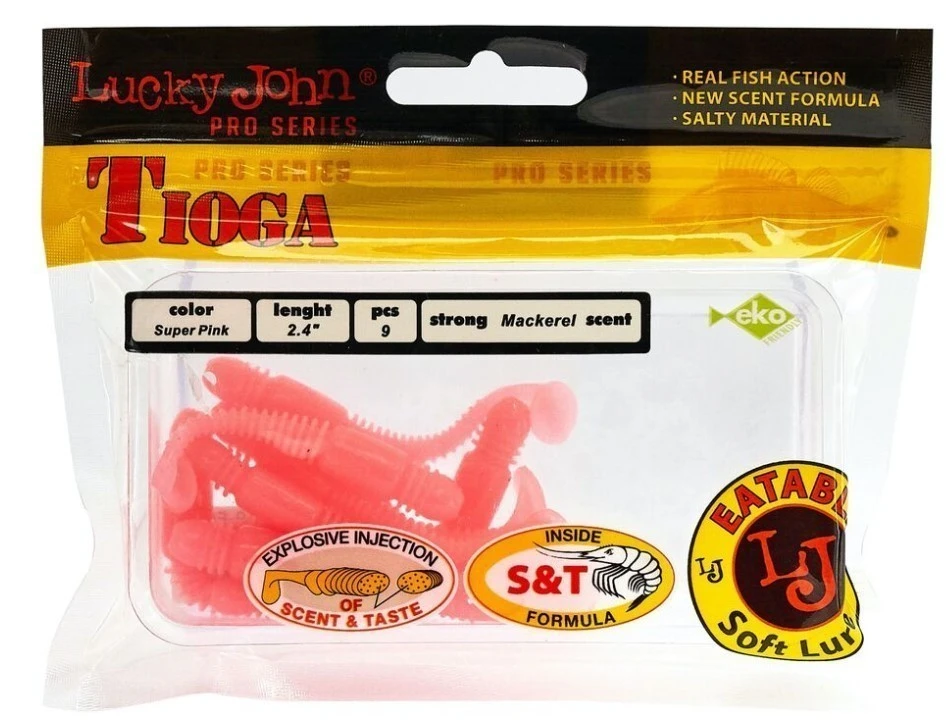 Lucky John®
PRO SERIES
· REAL FISH ACTION
· NEW SCENT FORMULA
· SALTY MATERIAL
PRO SERIES PRO SERIES
TIOGA
color
Super Pink
lenght
2.4"
pcs
9
strong Mackerel scent
eko
FRIENDLY
EXPLOSIVE INJECTION
OF
SCENT & TASTE
INSIDE
S&T
FORMULA
EATAB
LJ
LJ
Soft Lur